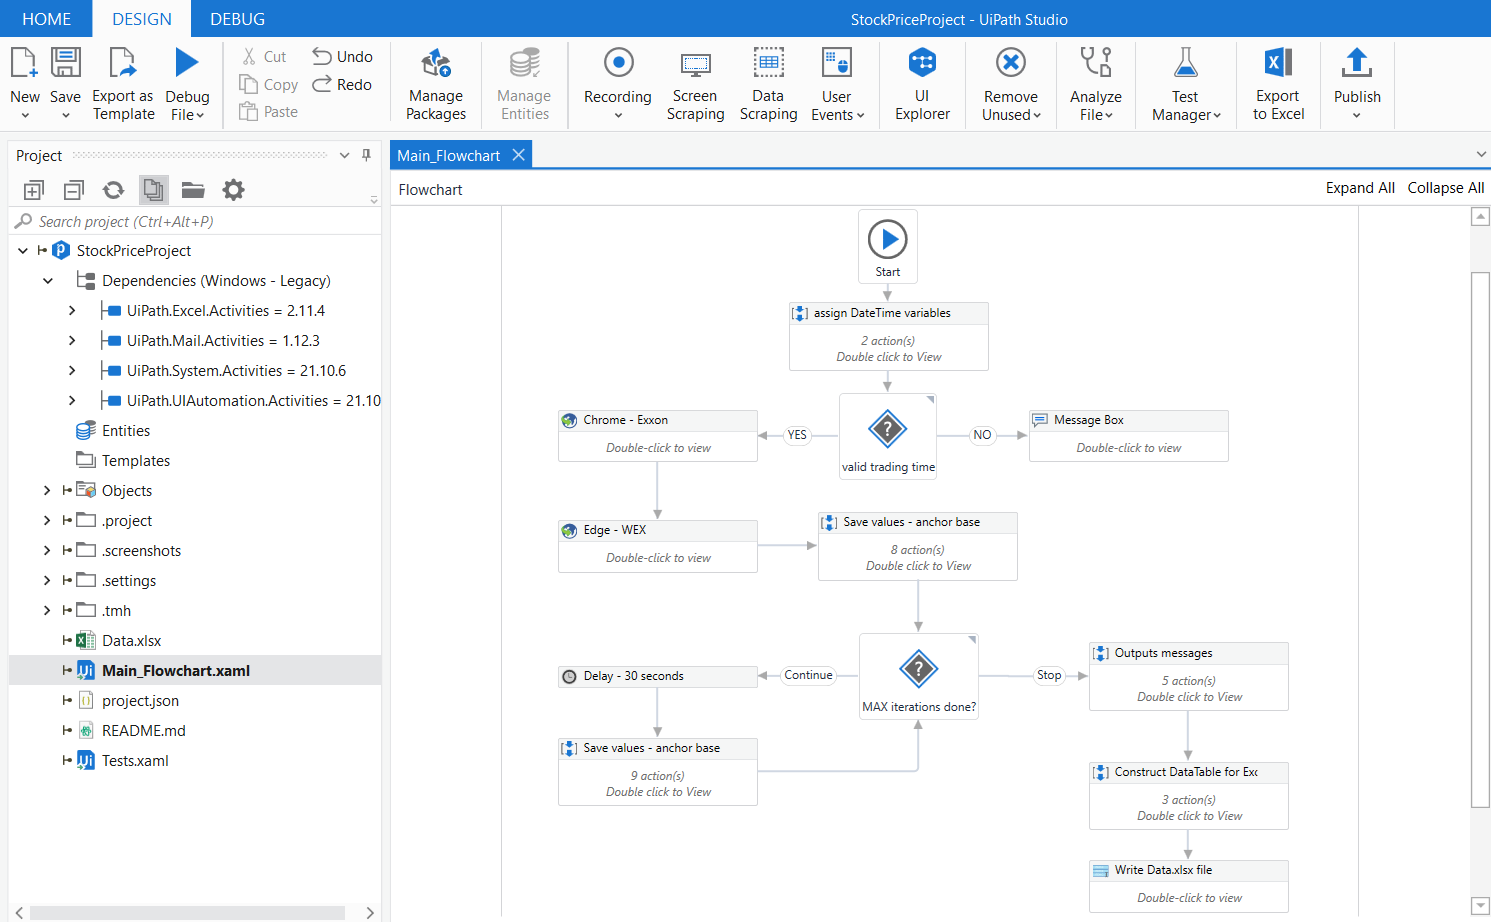 HOME DESIGN DEBUG StockPriceProject - UiPath Studio
New Save Export as Template Debug File
Cut Copy Paste Undo Redo
Manage Packages
Manage Entities
Recording
Screen Scraping
Data Scraping
User Events
UI Explorer
Remove Unused
Analyze File
Test Manager
Export to Excel
Publish
Project
Search project (Ctrl+Alt+P)
StockPriceProject
Dependencies (Windows - Legacy)
UiPath.Excel.Activities = 2.11.4
UiPath.Mail.Activities = 1.12.3
UiPath.System.Activities = 21.10.6
UiPath.UIAutomation.Activities = 21.10
Entities
Templates
Objects
.project
.screenshots
.settings
.tmh
Data.xlsx
Main_Flowchart.xaml
project.json
README.md
Tests.xaml
Main_Flowchart
Flowchart Expand All Collapse All
Start
assign DateTime variables
2 action(s)
Double click to View
valid trading time
YES
NO
Chrome - Exxon
Double-click to view
Message Box
Double-click to view
Edge - WEX
Double-click to view
Save values - anchor base
8 action(s)
Double click to View
MAX iterations done?
Continue
Stop
Delay - 30 seconds
Save values - anchor base
9 action(s)
Double click to View
Outputs messages
5 action(s)
Double click to View
Construct DataTable for Exc
3 action(s)
Double click to View
Write Data.xlsx file
Double-click to view